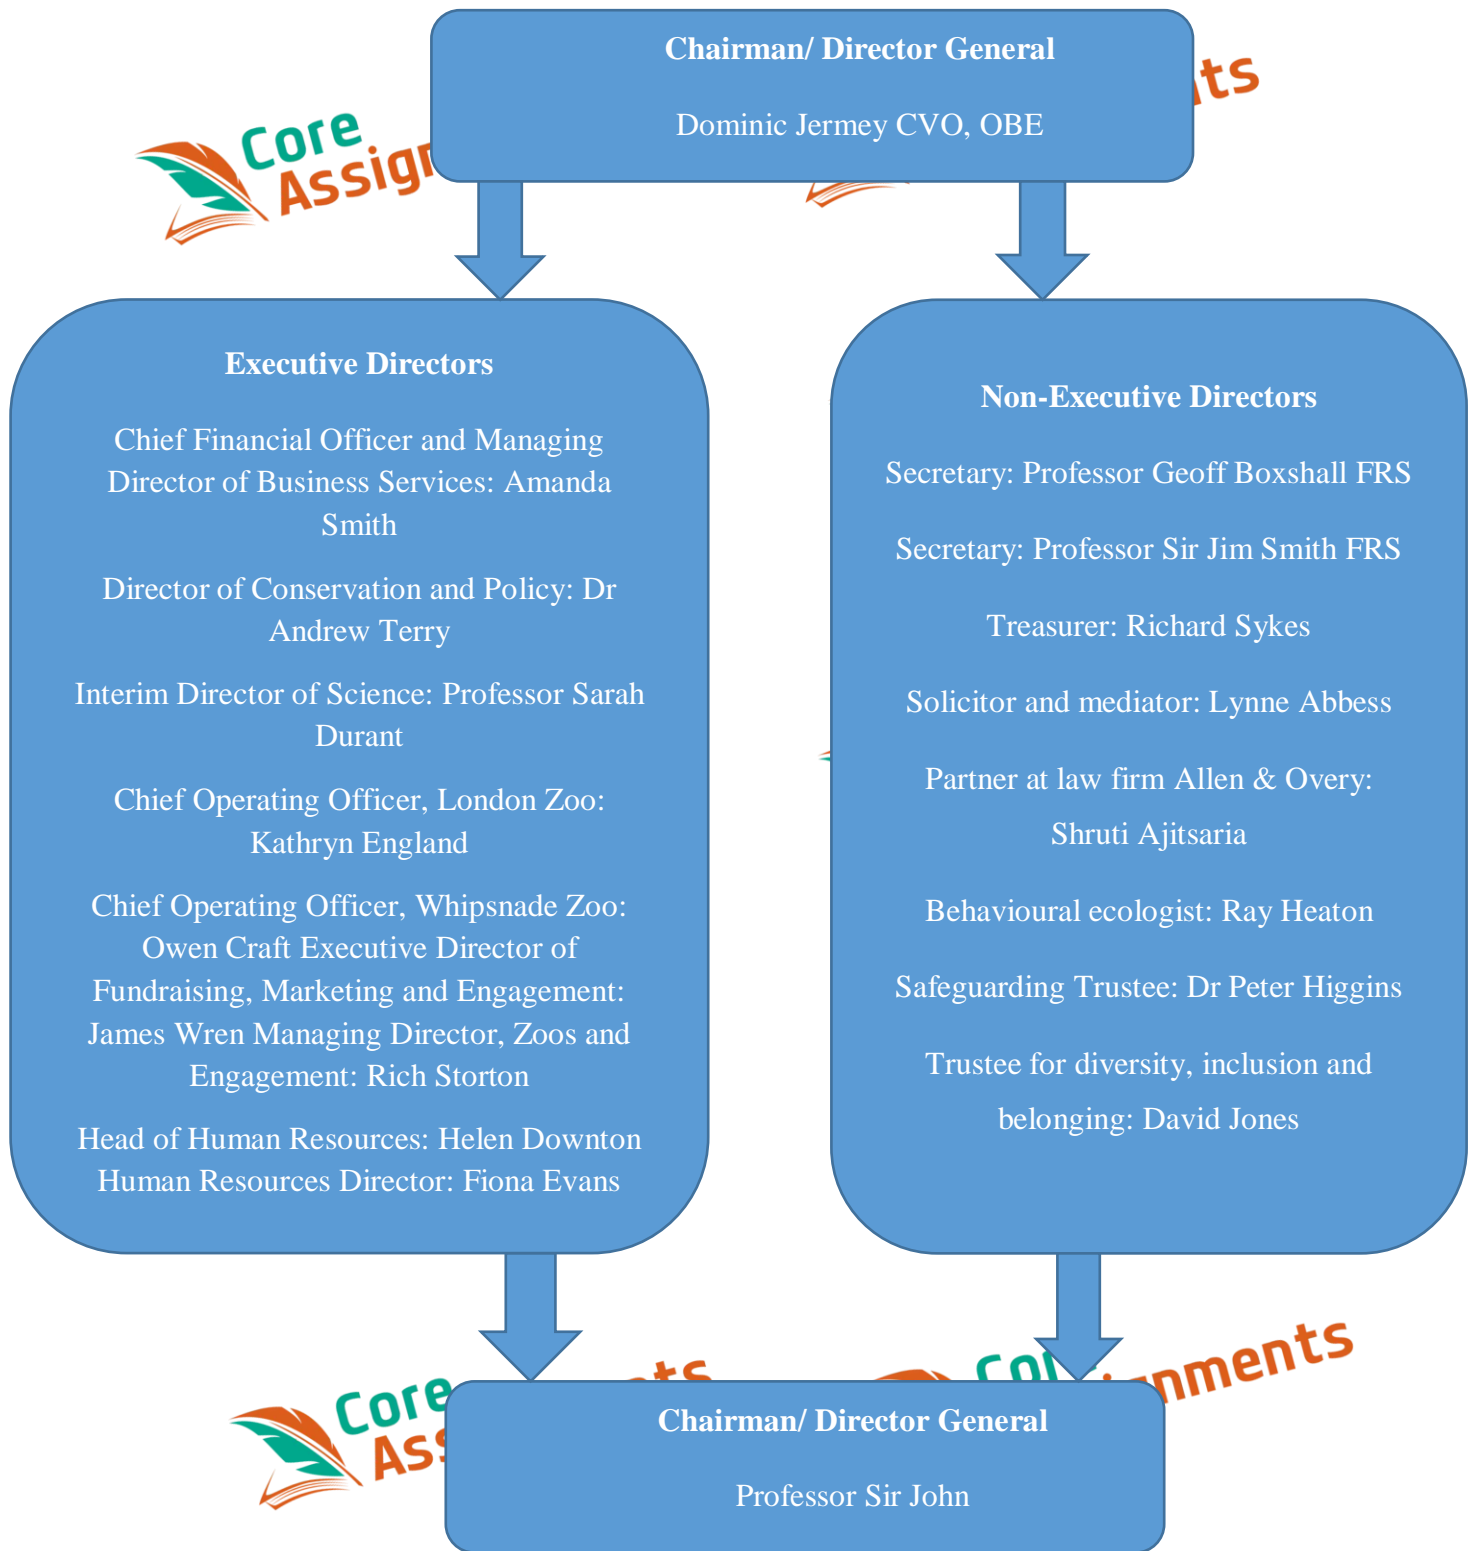 Chairman/ Director General
Dominic Jermey CVO, OBE
Core
Executive Directors
Chief Financial Officer and Managing
Director of Business Services: Amanda
Smith
Director of Conservation and Policy: Dr
Andrew Terry
Interim Director of Science: Professor Sarah
Durant
Chief Operating Officer, London Zoo:
Kathryn England
Chief Operating Officer, Whipsnade Zoo:
Owen Craft Executive Director of
Fundraising, Marketing and Engagement:
James Wren Managing Director, Zoos and
Engagement: Rich Storton
Head of Human Resources: Helen Downton
Human Resources Director: Fiona Evans
Non-Executive Directors
Secretary: Professor Geoff Boxshall FRS
Secretary: Professor Sir Jim Smith FRS
Treasurer: Richard Sykes
Solicitor and mediator: Lynne Abbess
Partner at law firm Allen & Overy:
Shruti Ajitsaria
Behavioural ecologist: Ray Heaton
Safeguarding Trustee: Dr Peter Higgins
Trustee for diversity, inclusion and
belonging: David Jones
Core
Chairman/ Director General
Professor Sir John